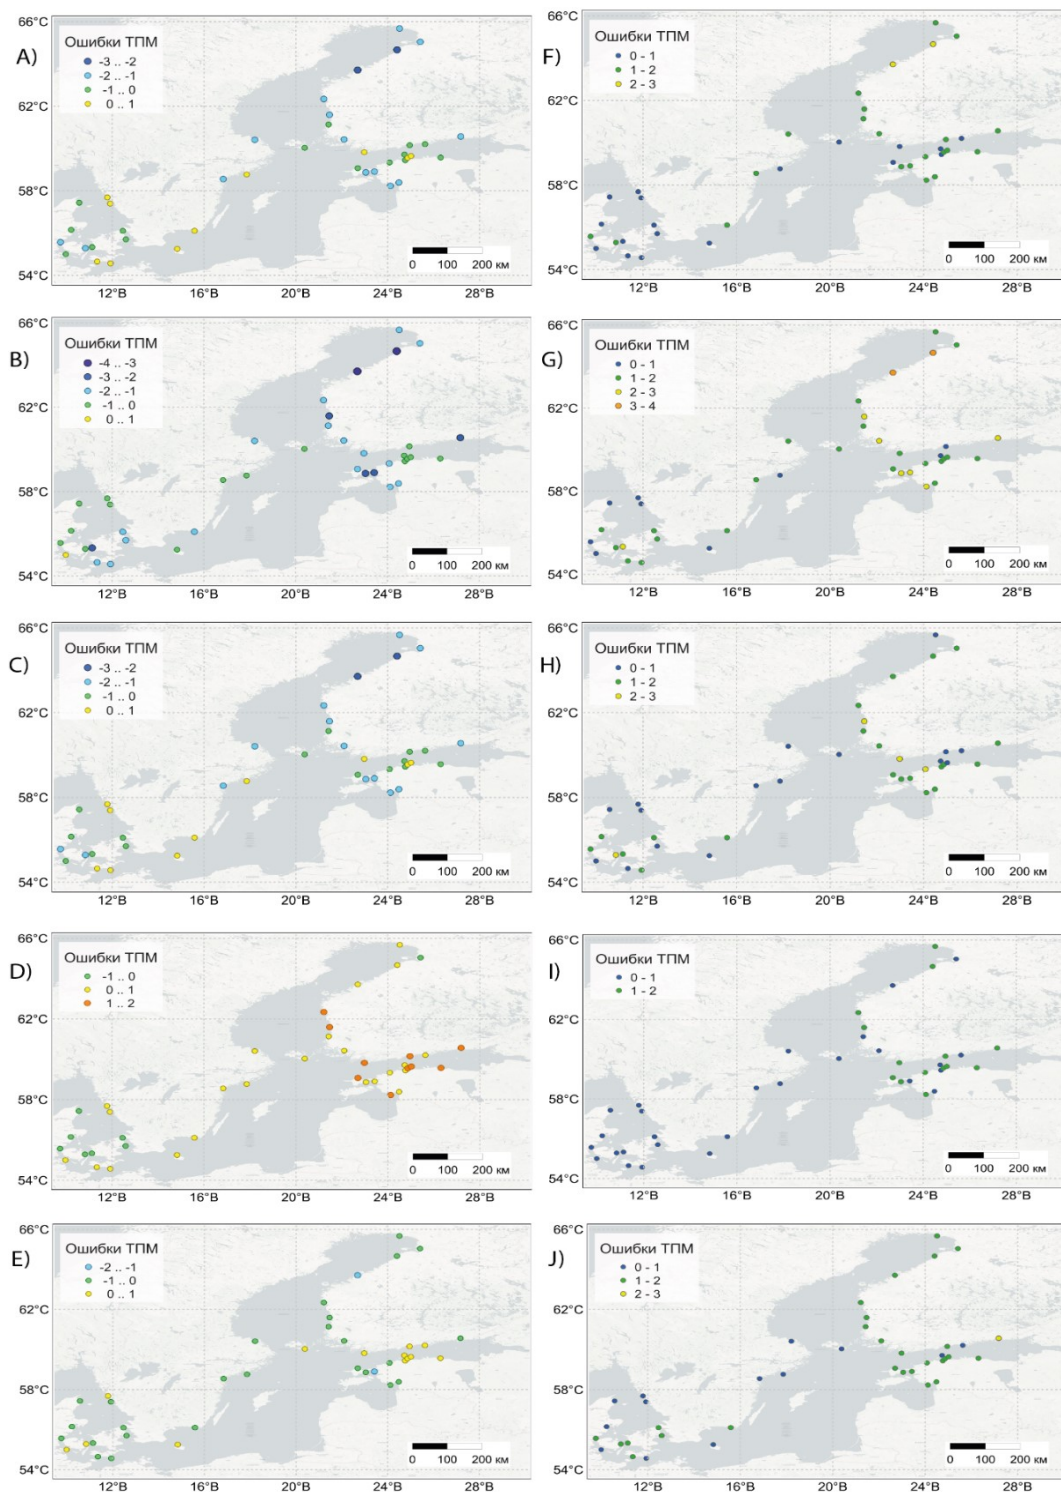 A)
Ошибки ТПМ
-3 .. -2
-2 .. -1
-1 .. 0
0 .. 1
66°С
62°С
58°С
54°С
12°В 16°В 20°В 24°В 28°В
0 100 200 км
F)
Ошибки ТПМ
0 - 1
1 - 2
2 - 3
66°С
62°С
58°С
54°С
12°В 16°В 20°В 24°В 28°В
0 100 200 км
B)
Ошибки ТПМ
-4 .. -3
-3 .. -2
-2 .. -1
-1 .. 0
0 .. 1
66°С
62°С
58°С
54°С
12°В 16°В 20°В 24°В 28°В
0 100 200 км
G)
Ошибки ТПМ
0 - 1
1 - 2
2 - 3
3 - 4
66°С
62°С
58°С
54°С
12°В 16°В 20°В 24°В 28°В
0 100 200 км
C)
Ошибки ТПМ
-3 .. -2
-2 .. -1
-1 .. 0
0 .. 1
66°С
62°С
58°С
54°С
12°В 16°В 20°В 24°В 28°В
0 100 200 км
H)
Ошибки ТПМ
0 - 1
1 - 2
2 - 3
66°С
62°С
58°С
54°С
12°В 16°В 20°В 24°В 28°В
0 100 200 км
D)
Ошибки ТПМ
-1 .. 0
0 .. 1
1 .. 2
66°С
62°С
58°С
54°С
12°В 16°В 20°В 24°В 28°В
0 100 200 км
I)
Ошибки ТПМ
0 - 1
1 - 2
66°С
62°С
58°С
54°С
12°В 16°В 20°В 24°В 28°В
0 100 200 км
E)
Ошибки ТПМ
-2 .. -1
-1 .. 0
0 .. 1
66°С
62°С
58°С
54°С
12°В 16°В 20°В 24°В 28°В
0 100 200 км
J)
Ошибки ТПМ
0 - 1
1 - 2
2 - 3
66°С
62°С
58°С
54°С
12°В 16°В 20°В 24°В 28°В
0 100 200 км